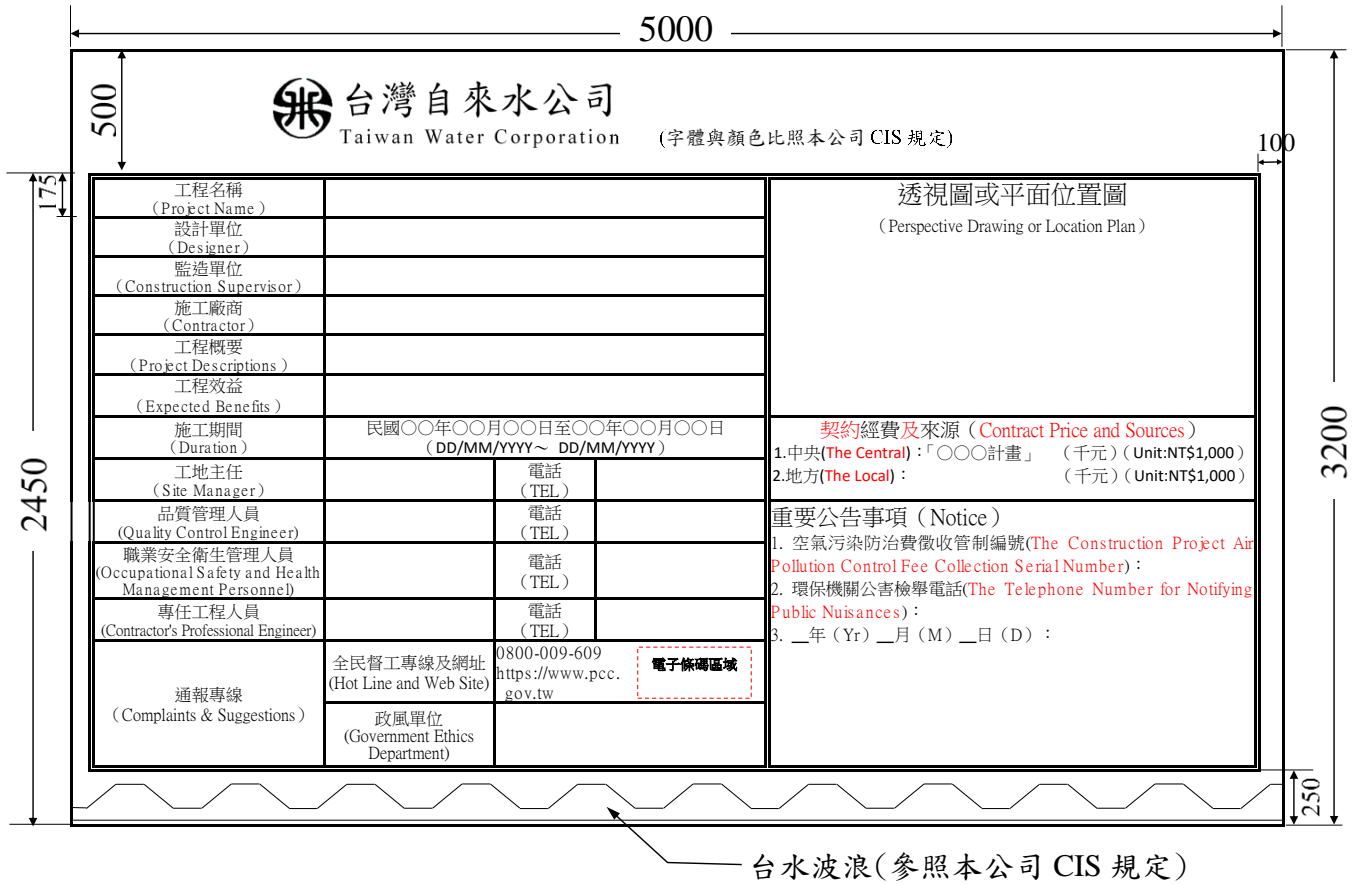 5000
500
台灣自來水公司
Taiwan Water Corporation
(字體與顏色比照本公司 CIS 規定)
100
175
工程名稱
（Project Name）
設計單位
（Designer）
監造單位
（Construction Supervisor）
施工廠商
（Contractor）
工程概要
（Project Descriptions）
工程效益
（Expected Benefits）
施工期間
（Duration）
民國○○年○○月○○日至○○年○○月○○日
（DD/MM/YYYY～ DD/MM/YYYY）
工地主任
（Site Manager）
電話
（TEL）
品質管理人員
(Quality Control Engineer)
電話
（TEL）
職業安全衛生管理人員
(Occupational Safety and Health
Management Personnel)
電話
（TEL）
專任工程人員
(Contractor's Professional Engineer)
電話
（TEL）
通報專線
（Complaints & Suggestions）
全民督工專線及網址
(Hot Line and Web Site)
0800-009-609
https://www.pcc.
gov.tw
電子條碼區域
政風單位
(Government Ethics
Department)
透視圖或平面位置圖
（Perspective Drawing or Location Plan）
契約經費及來源（Contract Price and Sources）
1.中央(The Central)：「○○○計畫」 （千元）（Unit:NT$1,000）
2.地方(The Local)： （千元）（Unit:NT$1,000）
重要公告事項（Notice）
1. 空氣污染防治費徵收管制編號(The Construction Project Air
Pollution Control Fee Collection Serial Number)：
2. 環保機關公害檢舉電話(The Telephone Number for Notifying
Public Nuisances)：
3. __年（Yr）__月（M）__日（D）：
2450
3200
250
台水波浪(參照本公司 CIS 規定)